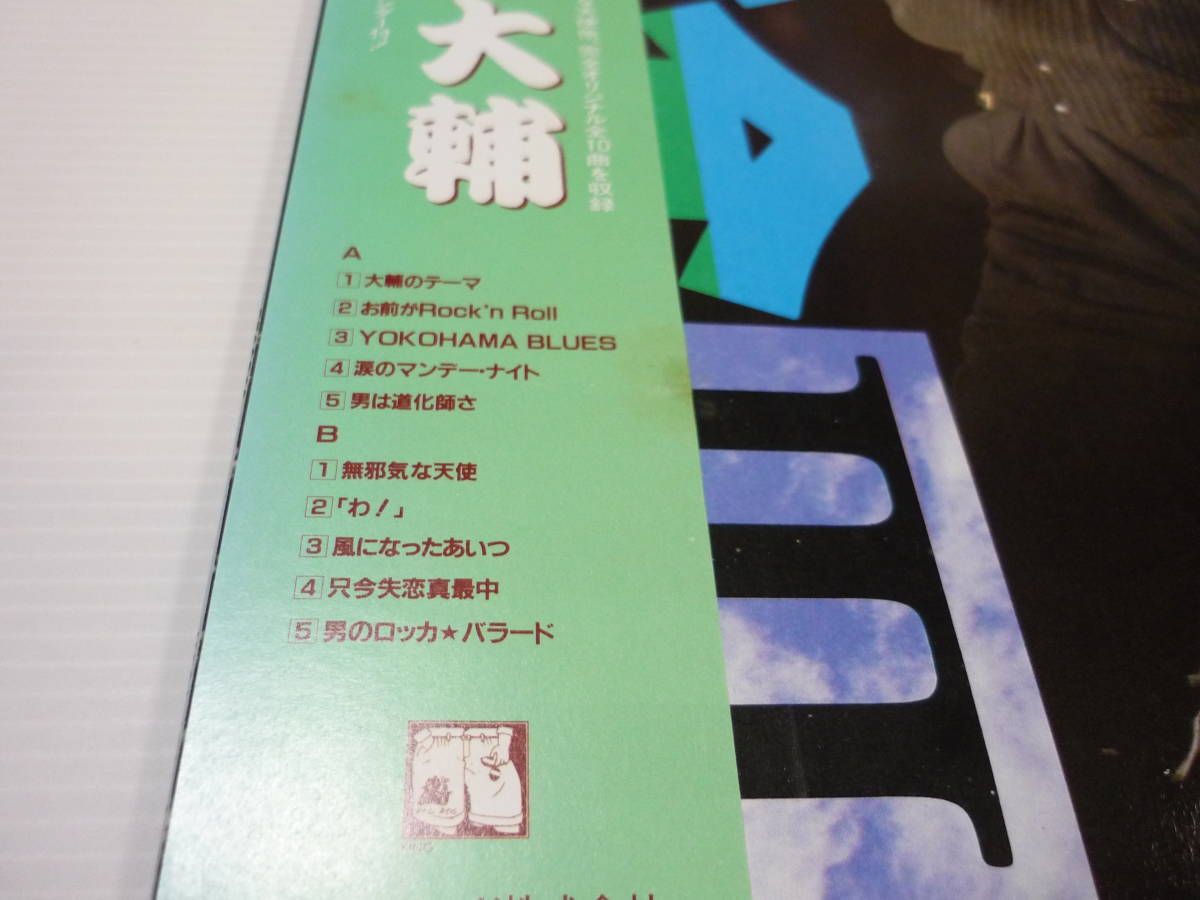 大輔
オリジナル全10曲を収録
A
1 大輔のテーマ
2 お前がRock'n Roll
3 YOKOHAMA BLUES
4 涙のマンデー・ナイト
5 男は道化師さ
B
1 無邪気な天使
2 「わ!」
3 風になったあいつ
4 只今失恋真最中
5 男のロッカ★バラード
KING